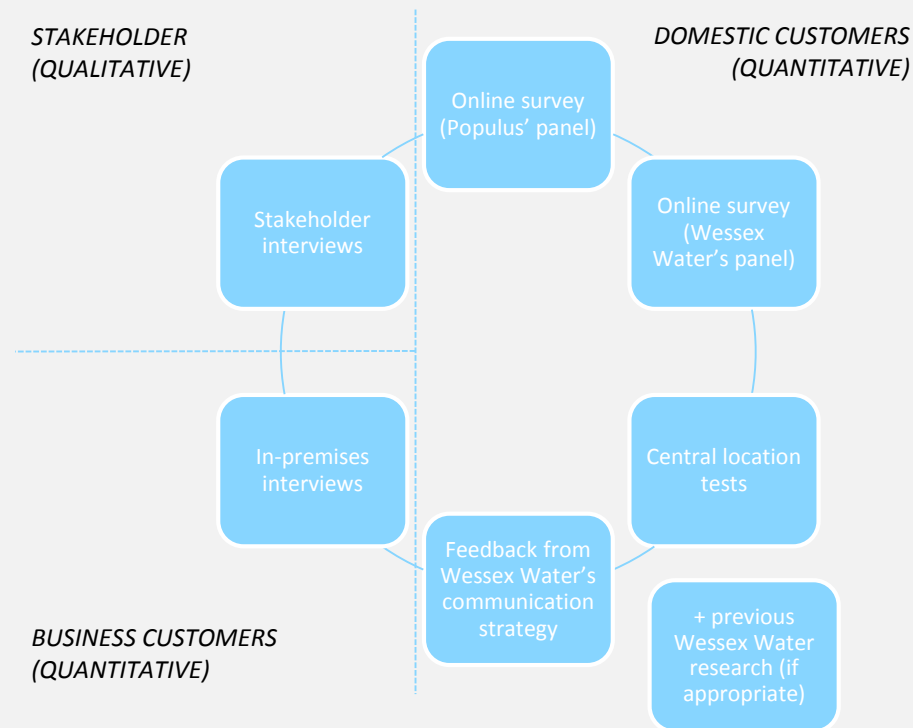 STAKEHOLDER
(QUALITATIVE)
DOMESTIC CUSTOMERS
(QUANTITATIVE)
Online survey
(Populus’ panel)
Stakeholder
interviews
Online survey
(Wessex
Water’s panel)
In-premises
interviews
Central location
tests
Feedback from
Wessex Water’s
communication
strategy
+ previous
Wessex Water
research (if
appropriate)
BUSINESS CUSTOMERS
(QUANTITATIVE)